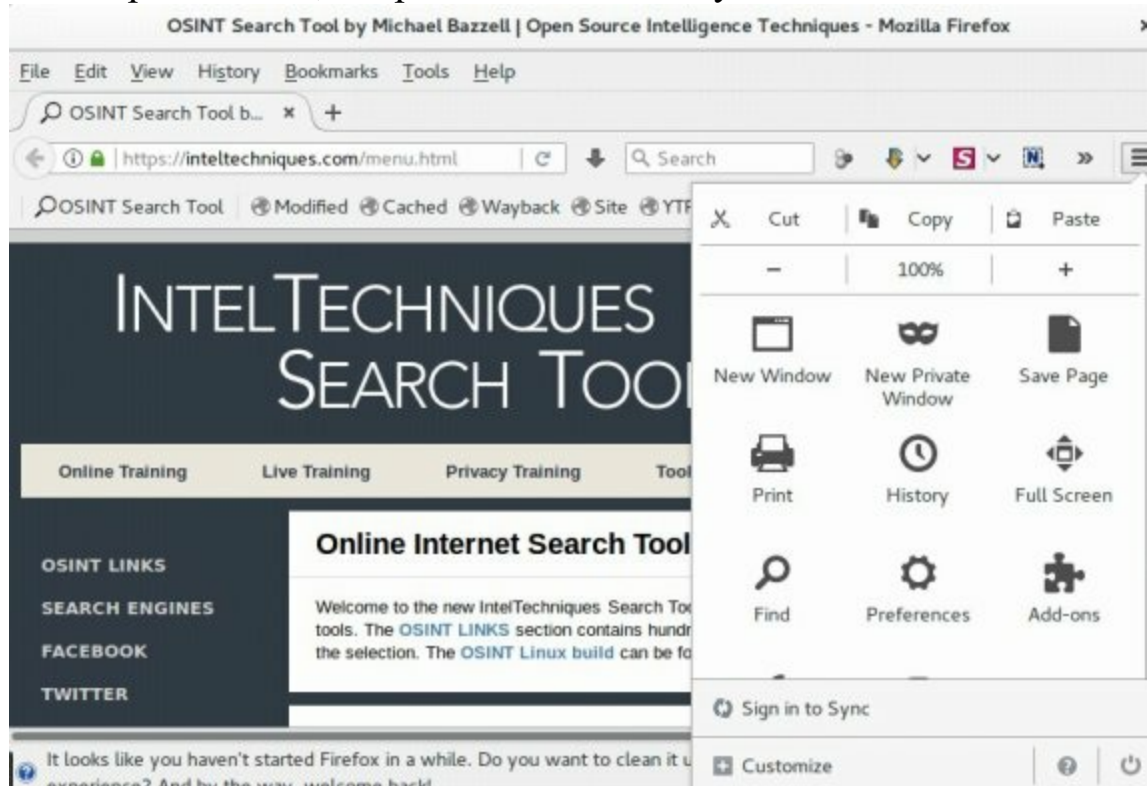 OSINT Search Tool by Michael Bazzell | Open Source Intelligence Techniques - Mozilla Firefox
File Edit View History Bookmarks Tools Help
OSINT Search Tool b...
https://inteltechniques.com/menu.html Search
OSINT Search Tool Modified Cached Wayback Site
Cut Copy Paste
− 100% +
New Window New Private Window Save Page
Print History Full Screen
Find Preferences Add-ons
Sign in to Sync
Customize
INTELTECHNIQUES
SEARCH
Online Training Live Training Privacy Training
OSINT LINKS
SEARCH ENGINES
FACEBOOK
TWITTER
Online Internet Search Tool
Welcome to the new IntelTechniques Search
tools. The OSINT LINKS section contains
the selection. The OSINT Linux build can be
It looks like you haven't started Firefox in a while. Do you want to clean it